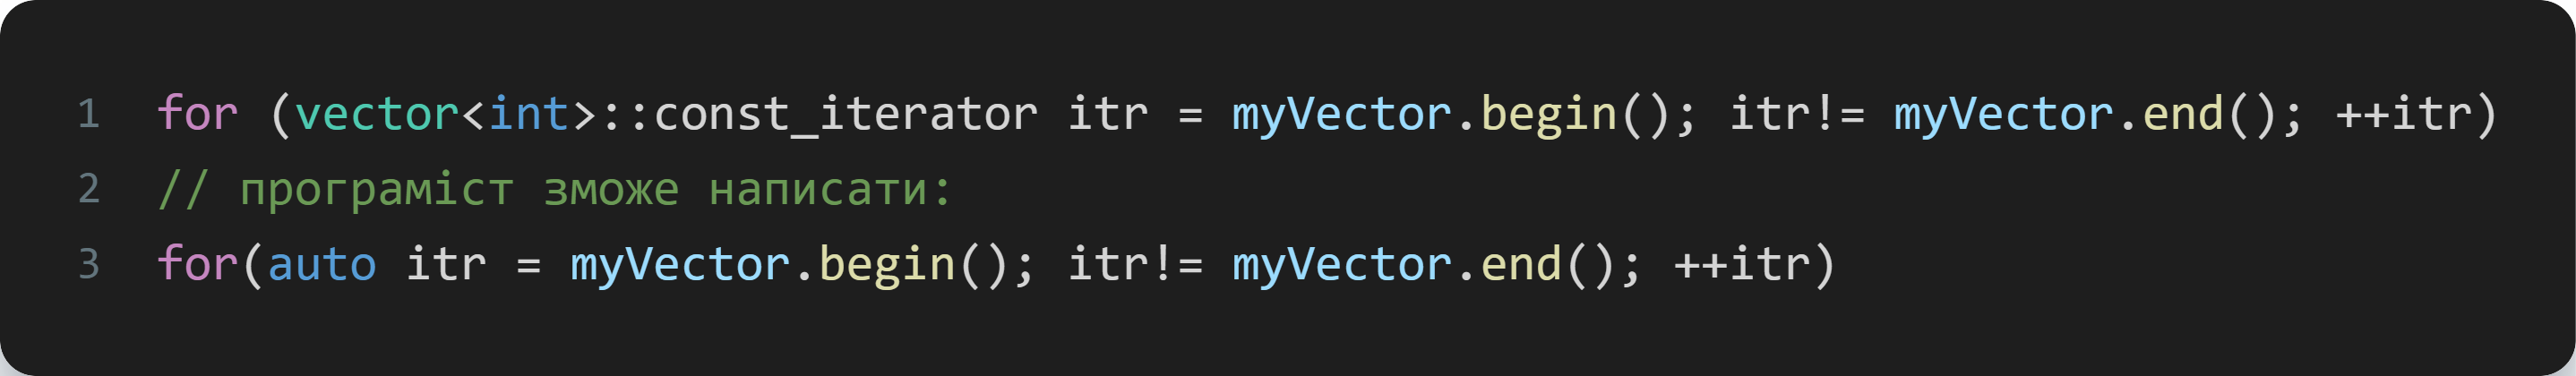 1 for (vector<int>::const_iterator itr = myVector.begin(); itr!= myVector.end(); ++itr)
2 // програміст зможе написати:
3 for(auto itr = myVector.begin(); itr!= myVector.end(); ++itr)